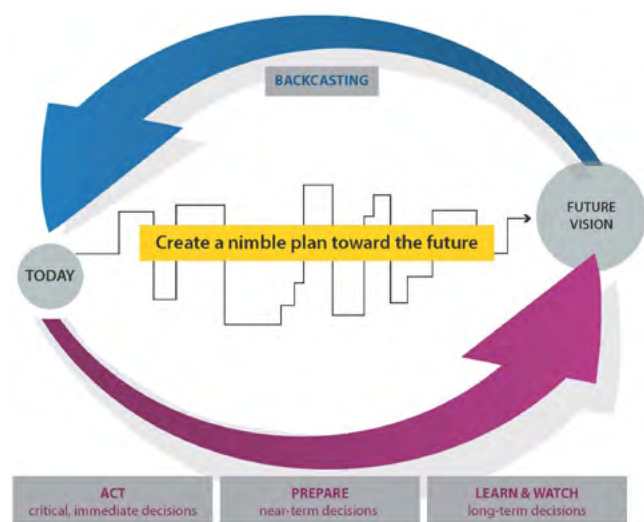 BACKCASTING
FUTURE
VISION
Create a nimble plan toward the future
TODAY
ACT
critical, immediate decisions
PREPARE
near-term decisions
LEARN & WATCH
long-term decisions